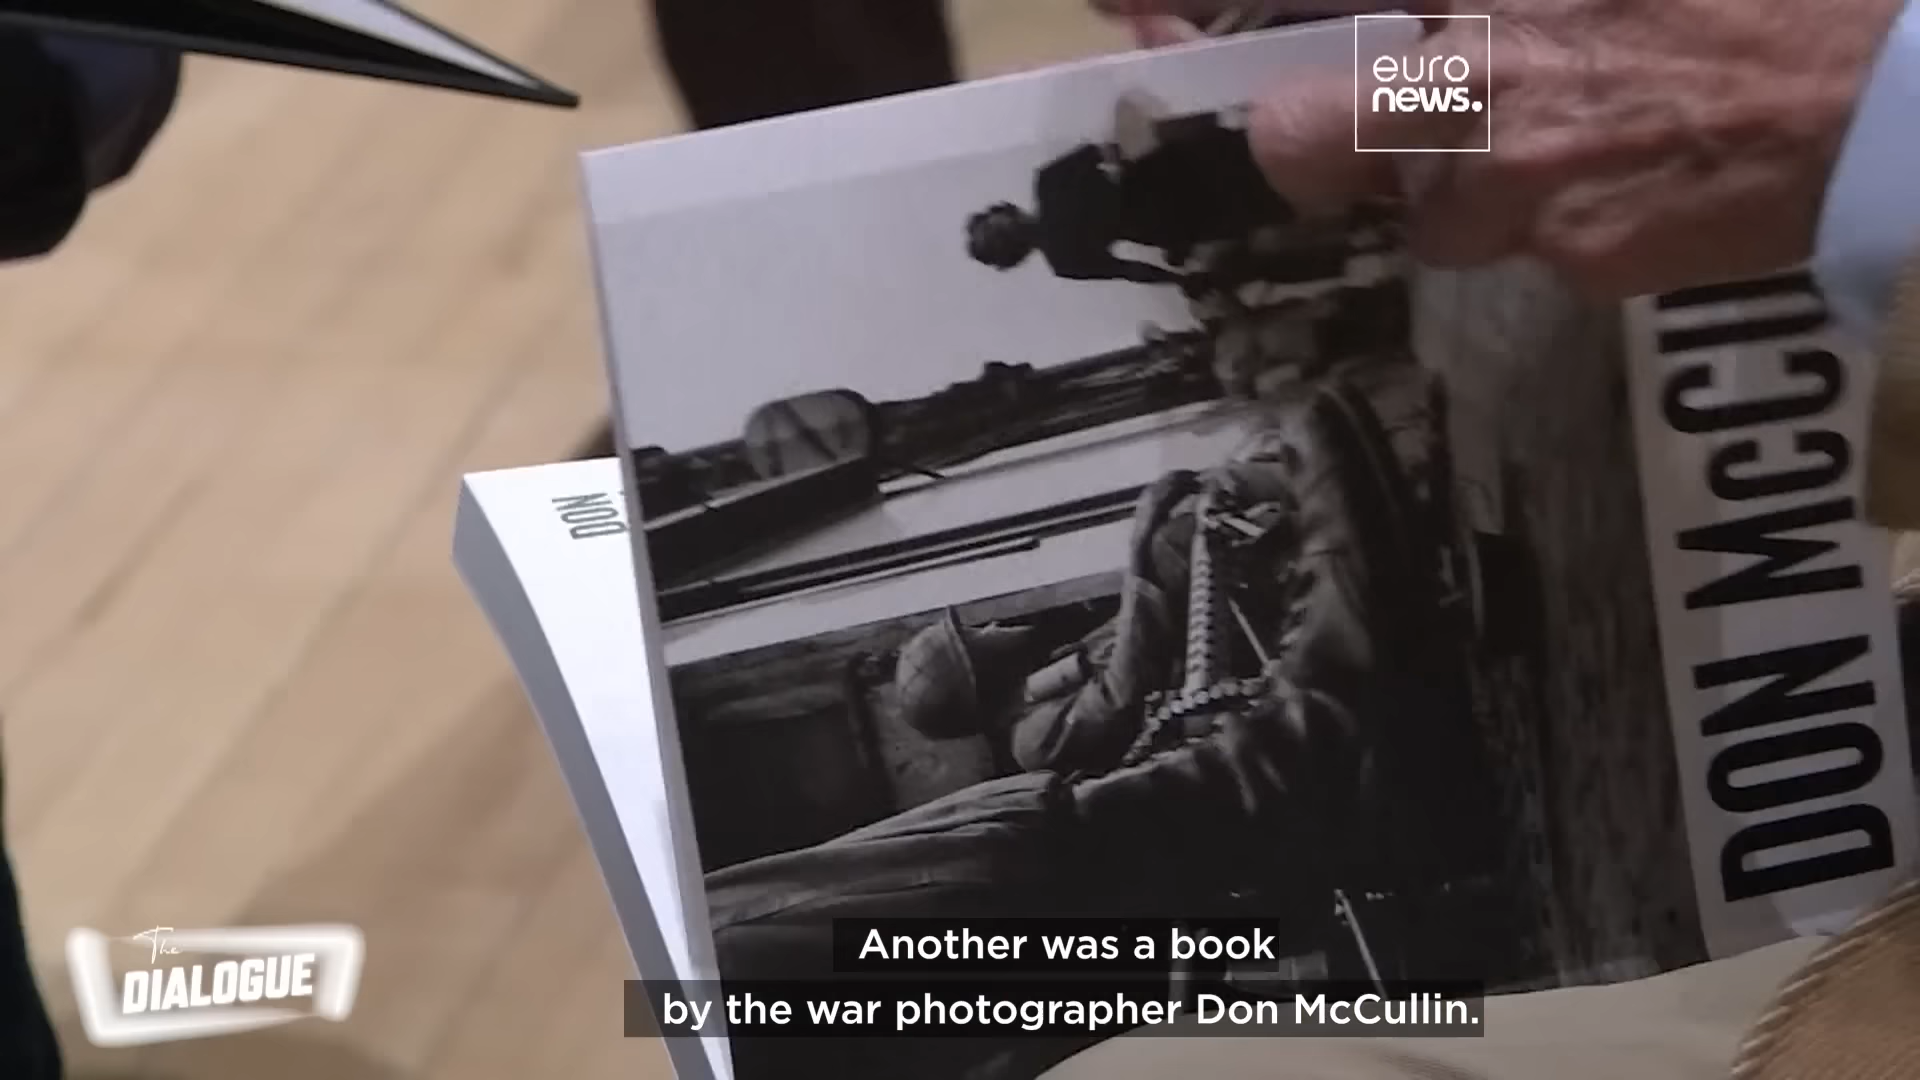 euro
news.
DON McCU
DON
The
DIALOGUE
Another was a book
by the war photographer Don McCullin.